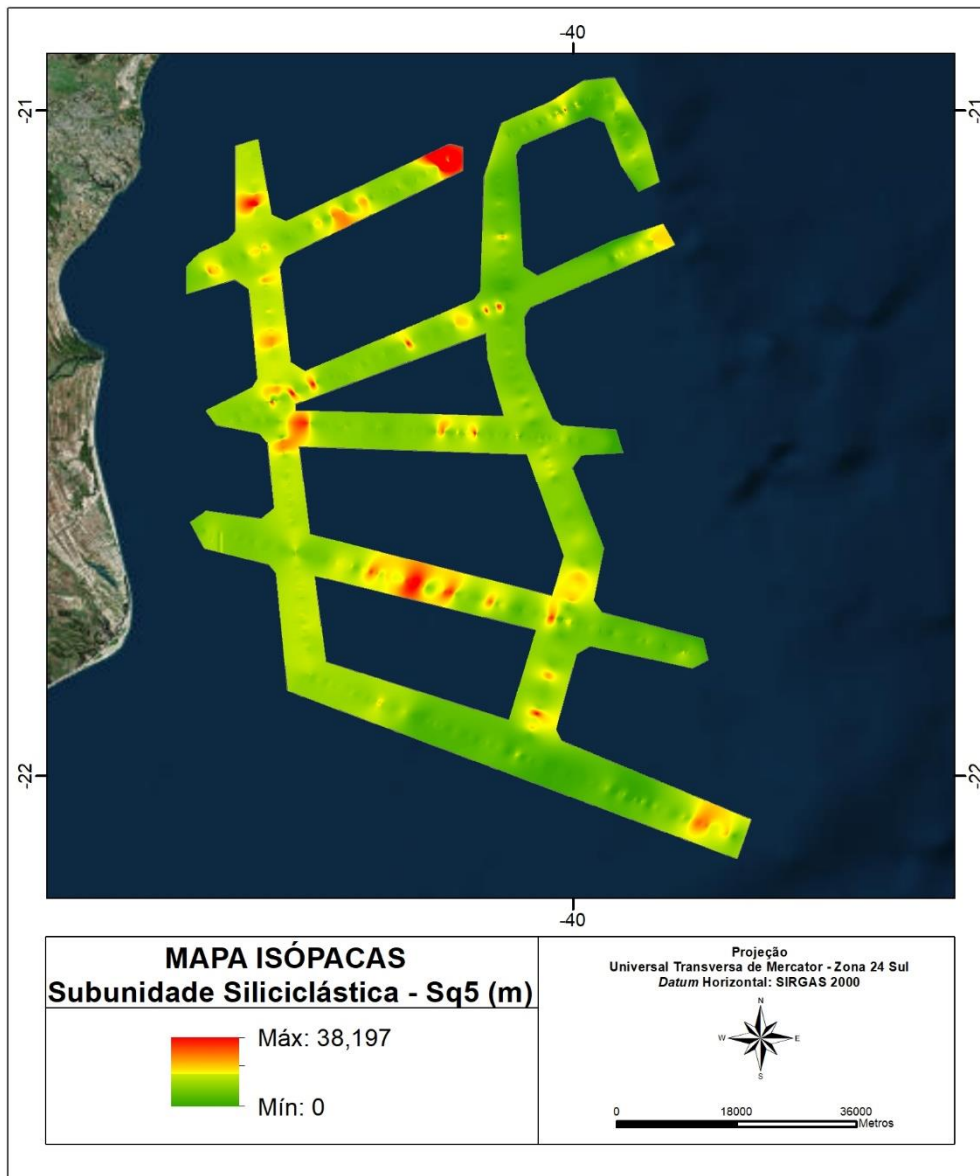 -40
-21
-21
-22
-22
-40
MAPA ISÓPACAS
Subunidade Siliciclástica - Sq5 (m)
Máx: 38,197
Mín: 0
Projeção
Universal Transversa de Mercator - Zona 24 Sul
Datum Horizontal: SIRGAS 2000
N
W
E
S
0 18000 36000
Metros